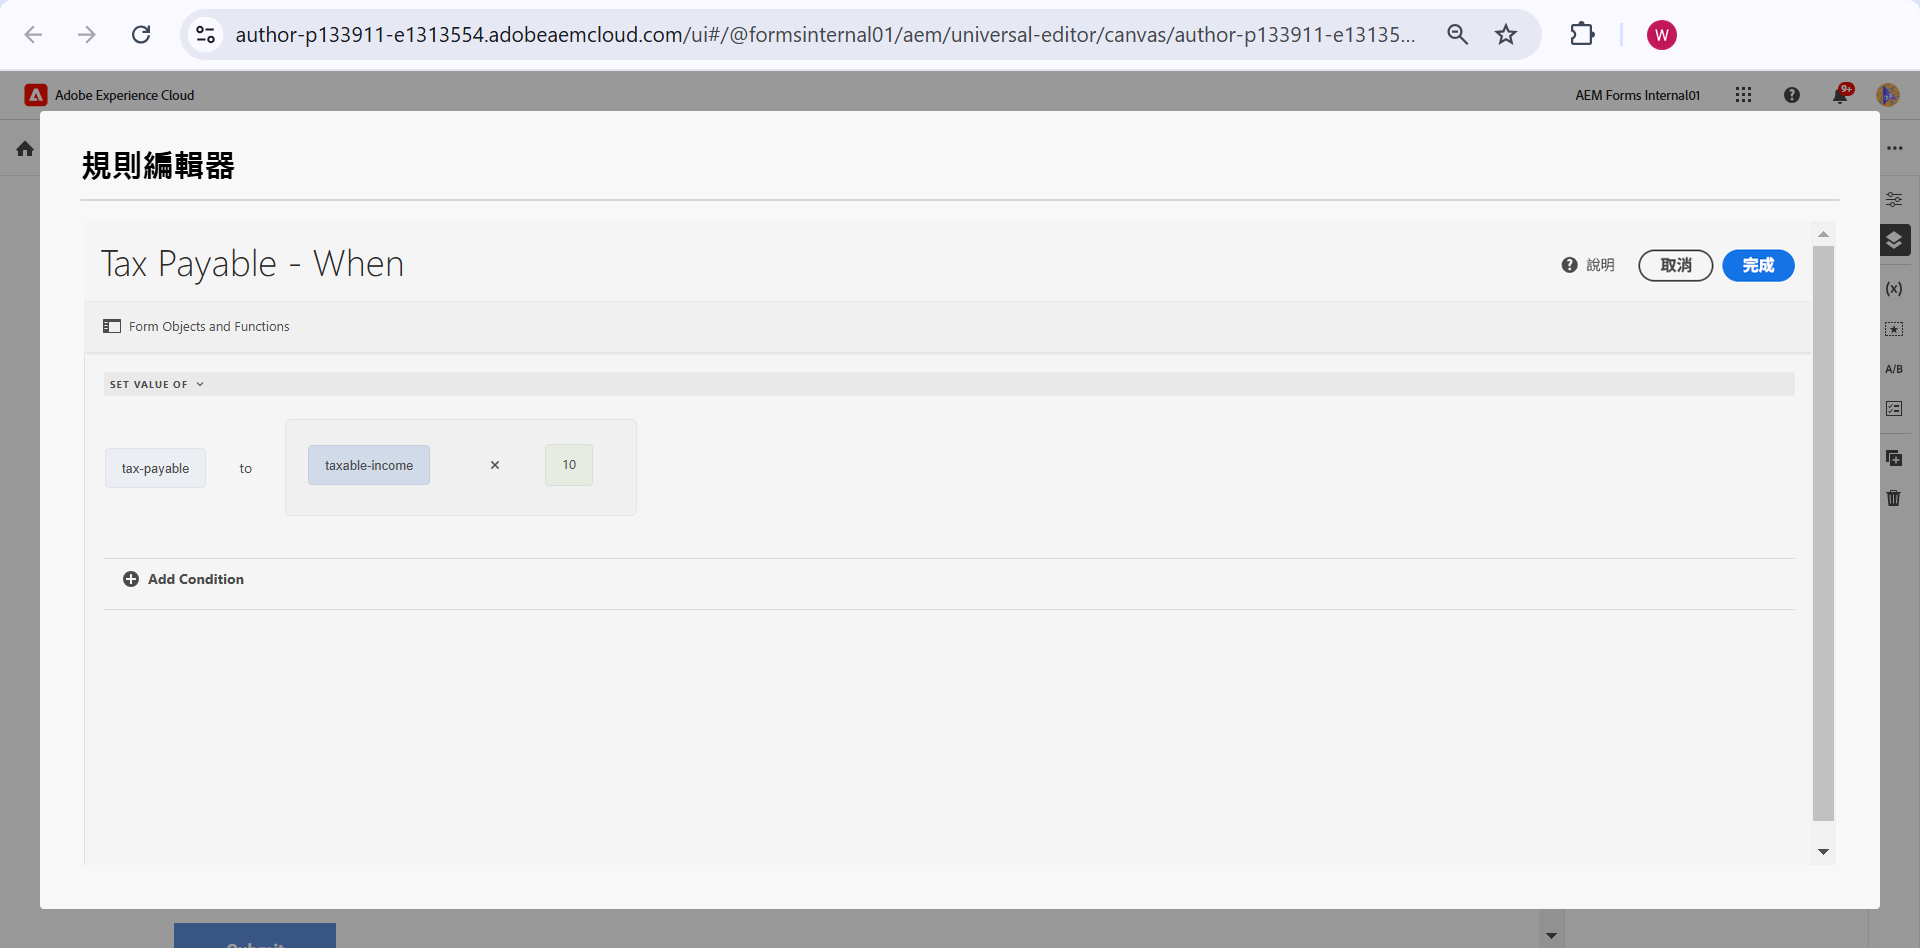 author-p133911-e1313554.adobeaemcloud.com/ui#/@formsinternal01/aem/universal-editor/canvas/author-p133911-e13135...
W
Adobe Experience Cloud
AEM Forms Internal01
9+
規則編輯器
Tax Payable - When
說明
取消
完成
Form Objects and Functions
(x)
A/B
SET VALUE OF
tax-payable
to
taxable-income
×
10
Add Condition
Submit